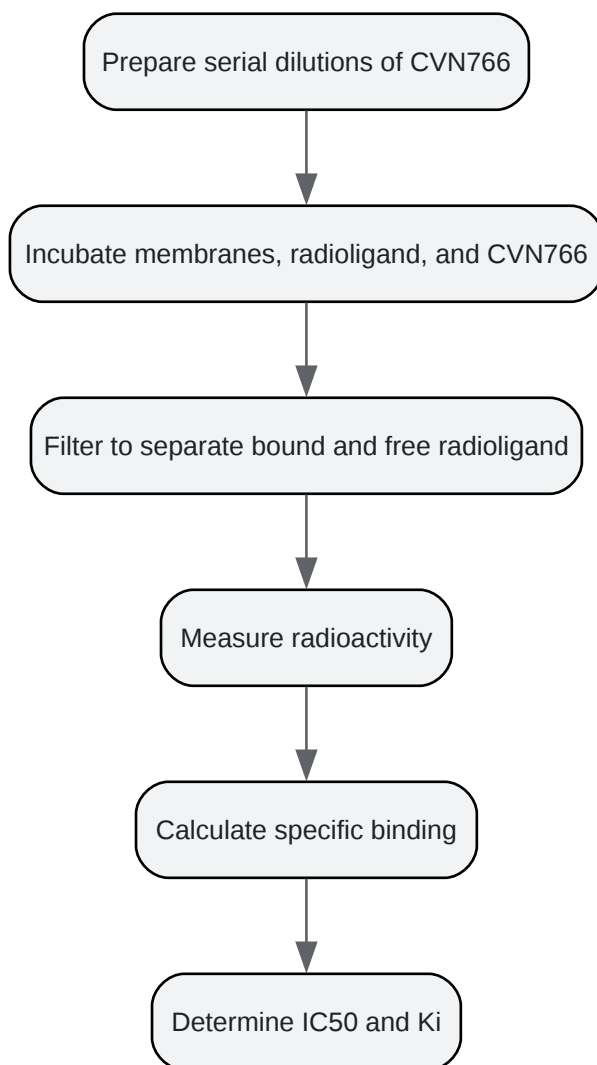 Prepare serial dilutions of CVN766
Incubate membranes, radioligand, and CVN766
Filter to separate bound and free radioligand
Measure radioactivity
Calculate specific binding
Determine IC50 and Ki